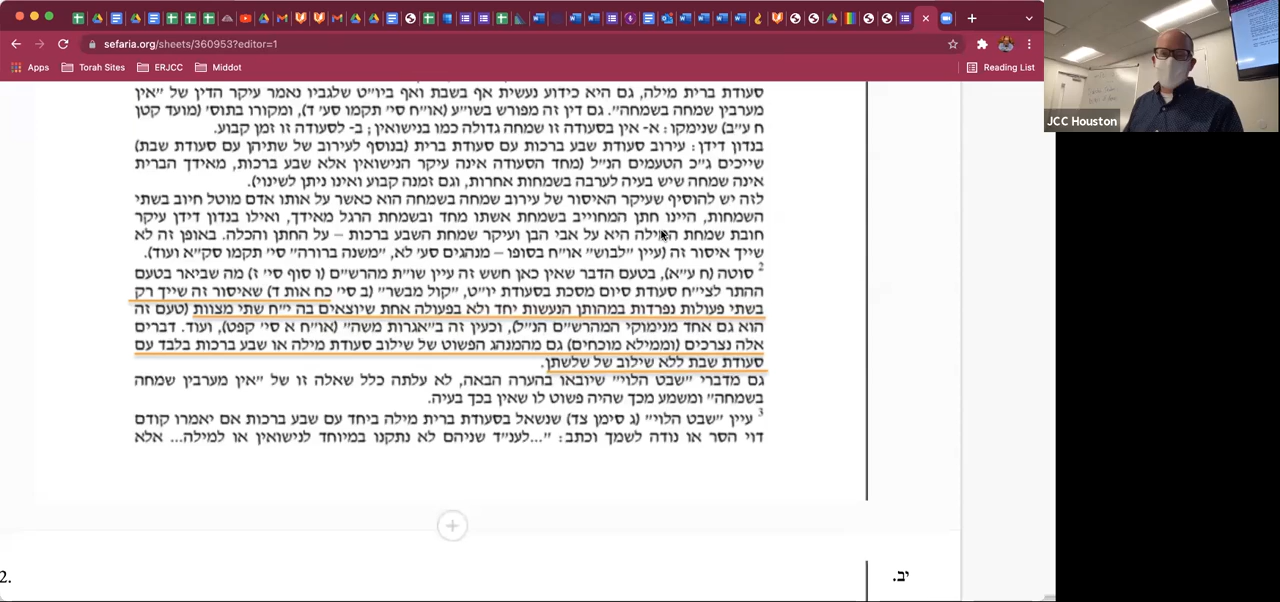 sefaria.org/sheets/360953?editor=1
Apps Torah Sites ERJCC Middot Reading List
JCC Houston
סעודת ברית מילה, גם היא כידוע נעשית אף בשבת ואף ביו״ט שלגביו נאמר עיקר הדין של ״אין
מערבין שמחה בשמחה״. גם דין זה מפורש בשו״ע (או״ח סי׳ תקמו סע׳ ד), ומקורו בתוס׳ (מועד קטן
ח ע״ב) שנימקו: א- אין בסעודה זו שמחה גדולה כמו בנישואין; ב- לסעודה זו זמן קבוע.
בנדון דידן: עירוב סעודת שבע ברכות עם סעודת ברית (בנוסף לעירוב של שתיהן עם סעודת שבת)
שייכים ג״כ הטעמים הנ״ל (מחד הסעודה אינה עיקר הנישואין אלא שבע ברכות, מאידך הברית
אינה שמחה שיש בעיה לערבה בשמחות אחרות, וגם זמנה קבוע ואינו ניתן לשינוי).
לזה יש להוסיף שעיקר האיסור של עירוב שמחה בשמחה הוא כאשר על אותו אדם מוטל חיוב בשתי
השמחות, היינו חתן המחוייב בשמחת אשתו מחד ובשמחת הרגל מאידך, ואילו בנדון דידן עיקר
חובת שמחת המילה היא על אבי הבן ועיקר שמחת השבע ברכות – על החתן והכלה. באופן זה לא
שייך איסור זה (עיין ״לבוש״ או״ח בסופו – מנהגים סע׳ לא, ״משנה ברורה״ סי׳ תקמו סק״א ועוד).
2 סוטה (ח ע״א), בטעם הדבר שאין כאן חשש זה עיין שו״ת מהרש״ם (ו סוף סי׳ ז) מה שביאר בטעם
ההתר לצי״ח סעודת סיום מסכת בסעודת יו״ט, ״קול מבשר״ (ב סי׳ כח אות ד) שאיסור זה שייך רק
בשתי פעולות נפרדות במהותן הנעשות יחד ולא בפעולה אחת שיוצאים בה י״ח שתי מצוות (טעם זה
הוא גם אחד מנימוקי המהרש״ם הנ״ל), וכעין זה ב״אגרות משה״ (או״ח א סי׳ קפט), ועוד. דברים
אלה נצרכים (וממילא מוכחים) גם מהמנהג הפשוט של שילוב סעודת מילה או שבע ברכות בלבד עם
סעודת שבת ללא שילוב של שלשתן.
גם מדברי ״שבט הלוי״ שיובאו בהערה הבאה, לא עלתה כלל שאלה זו של ״אין מערבין שמחה
בשמחה״ ומשמע מכך שהיה פשוט לו שאין בכך בעיה.
3 עיין ״שבט הלוי״ (ג סימן צד) שנשאל בסעודת ברית מילה ביחד עם שבע ברכות אם יאמרו קודם
דוי הסר או נודה לשמך וכתב: ״...לענ״ד שניהם לא נתקנו במיוחד לנישואין או למילה... אלא
יב.
2.